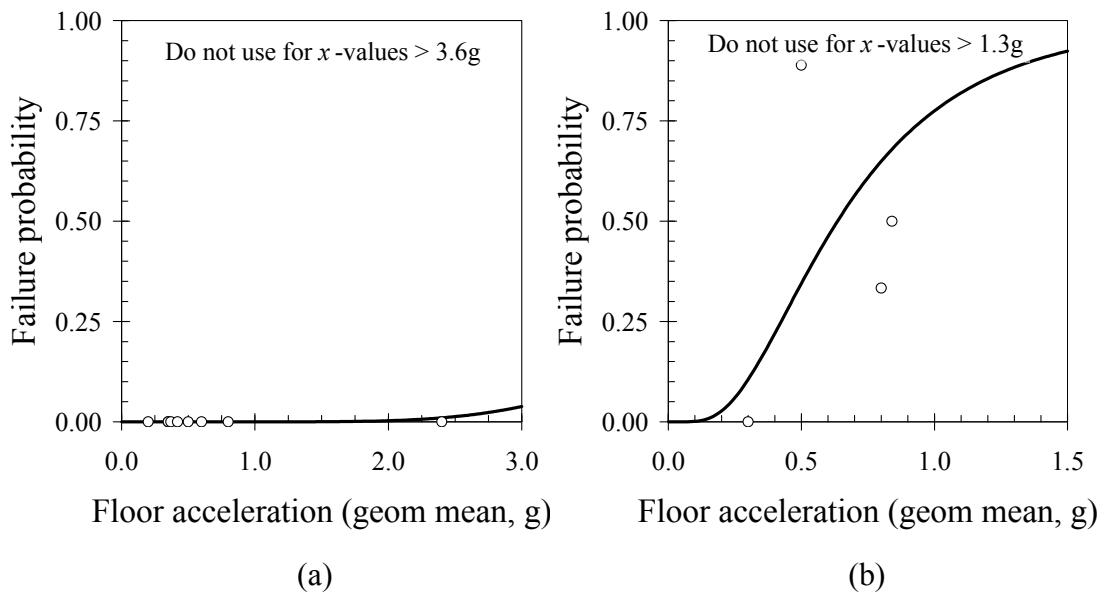 1.00
Do not use for x -values > 3.6g
0.75
0.50
0.25
0.00
Failure probability
0.0 1.0 2.0 3.0
Floor acceleration (geom mean, g)
(a)
1.00
Do not use for x -values > 1.3g
0.75
0.50
0.25
0.00
Failure probability
0.0 0.5 1.0 1.5
Floor acceleration (geom mean, g)
(b)